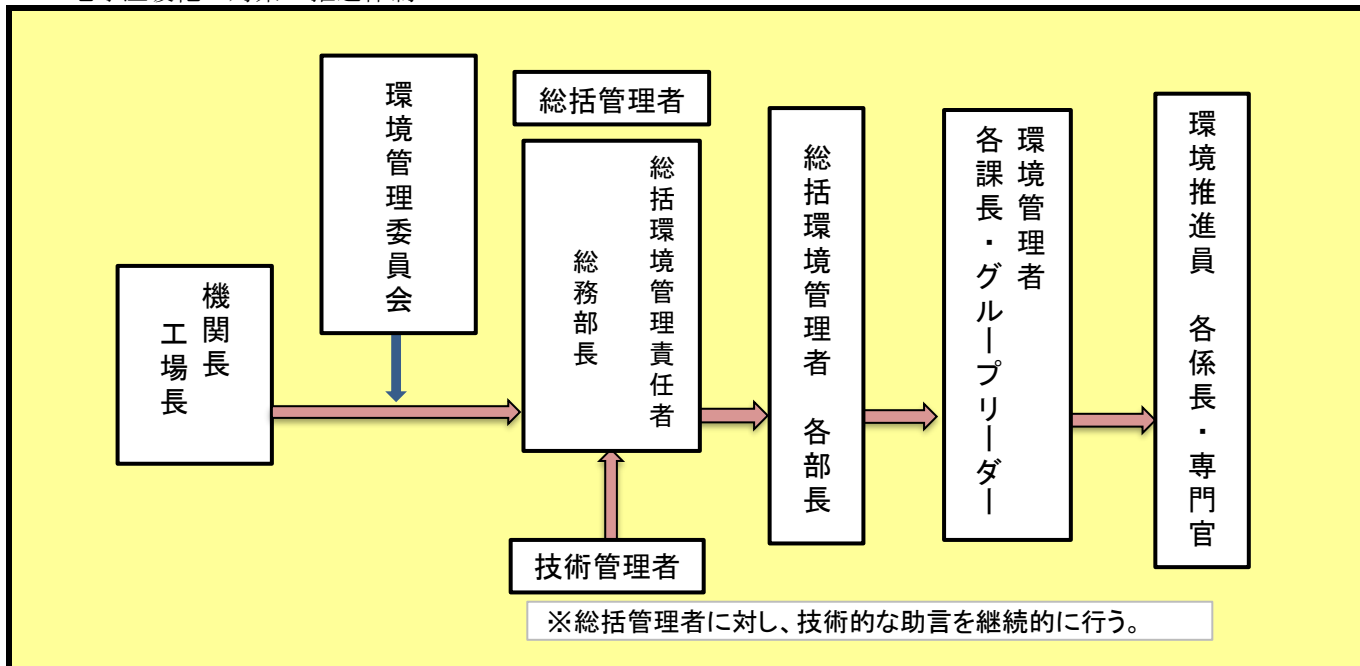 機関長
工場長
環境管理委員会
総括管理者
総括環境管理責任者
総務部長
技術管理者
※総括管理者に対し、技術的な助言を継続的に行う。
総括環境管理者　各部長
環境管理者
各課長・グループリーダー
環境推進員　各係長・専門官